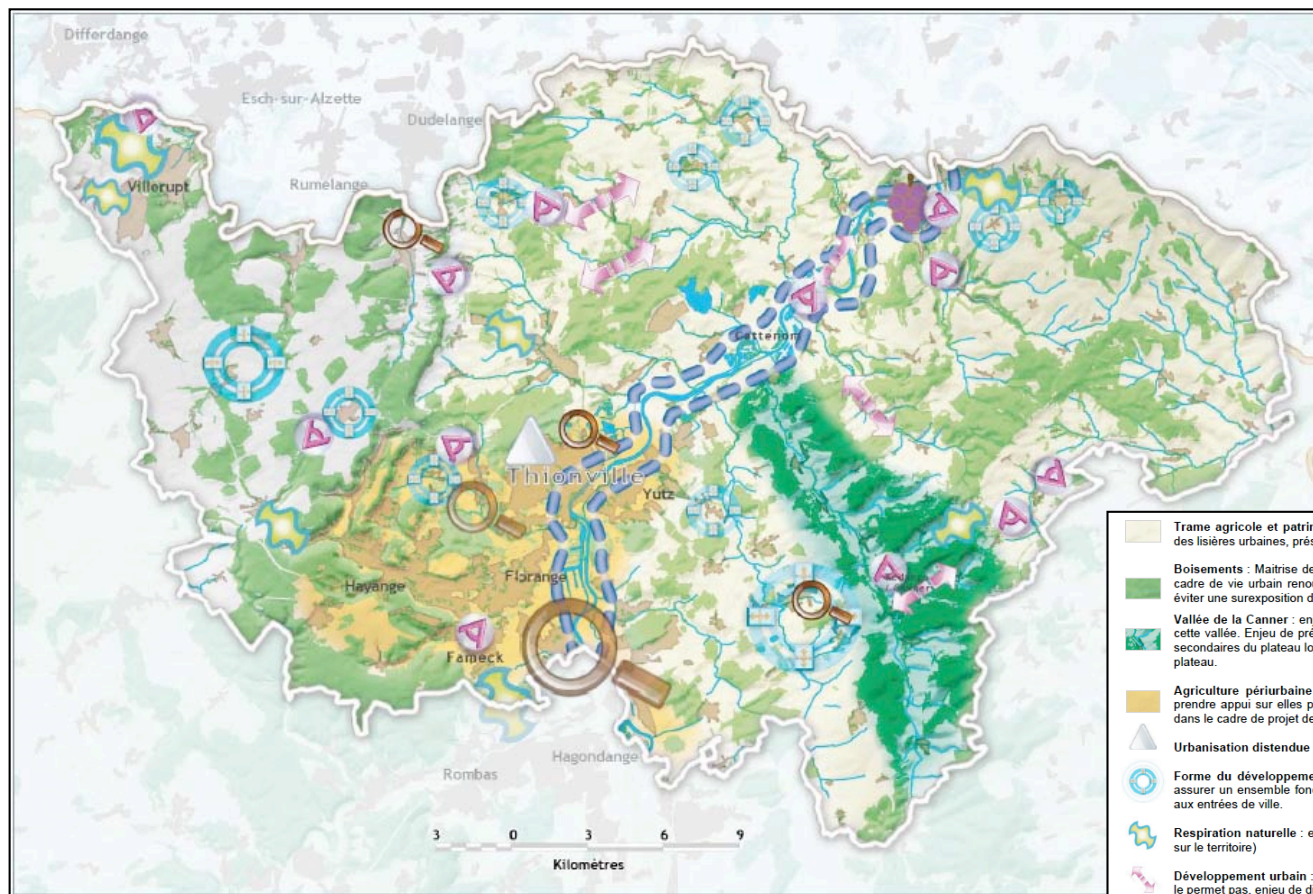 Differdange
Esch-sur-Alzette
Dudelange
Rumelange
Villerupt
Cattenom
Thionville
Yutz
Hayange
Florange
Fameck
Hagondange
Rombas
3 0 3 6 9
Kilomètres
Trame agricole et patrim
des lisières urbaines, prés
Boisements : Maitrise de
cadre de vie urbain renou
éviter une surexposition d
Vallée de la Canner : enj
cette vallée. Enjeu de pré
secondaires du plateau lo
plateau.
Agriculture périurbaine
prendre appui sur elles p
dans le cadre de projet de
Urbanisation distendue
Forme du développeme
assurer un ensemble fonc
aux entrées de ville.
Respiration naturelle : e
sur le territoire)
Développement urbain :
le permet pas, enjeu de d